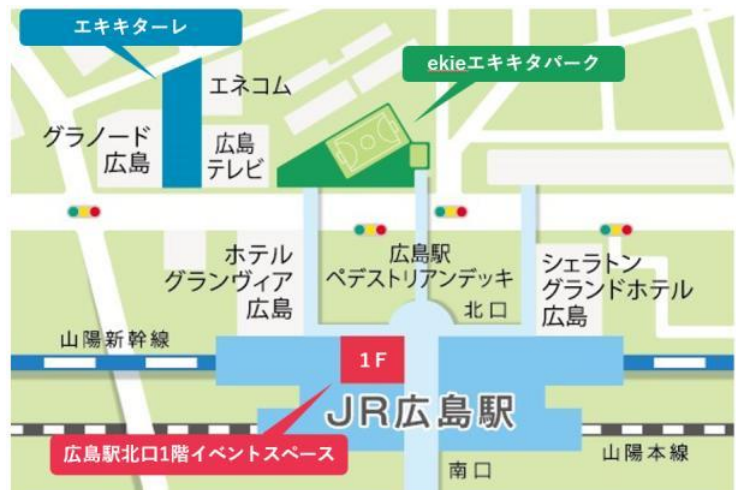 エキキターレ
ekieエキキタパーク
エネコム
グラノード
広島
広島
テレビ
ホテル
グランヴィア
広島
広島駅
ペデストリアンデッキ
シェラトン
グランドホテル
広島
北口
山陽新幹線
1F
JR広島駅
広島駅北口1階イベントスペース
山陽本線
南口